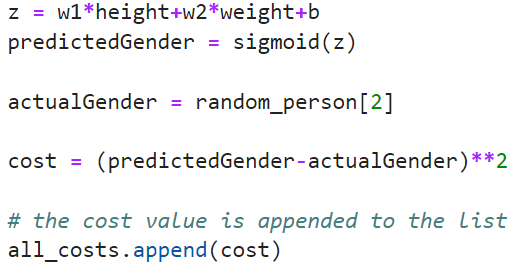 z = w1*height+w2*weight+b
predictedGender = sigmoid(z)
actualGender = random_person[2]
cost = (predictedGender-actualGender)**2
# the cost value is appended to the list
all_costs.append(cost)